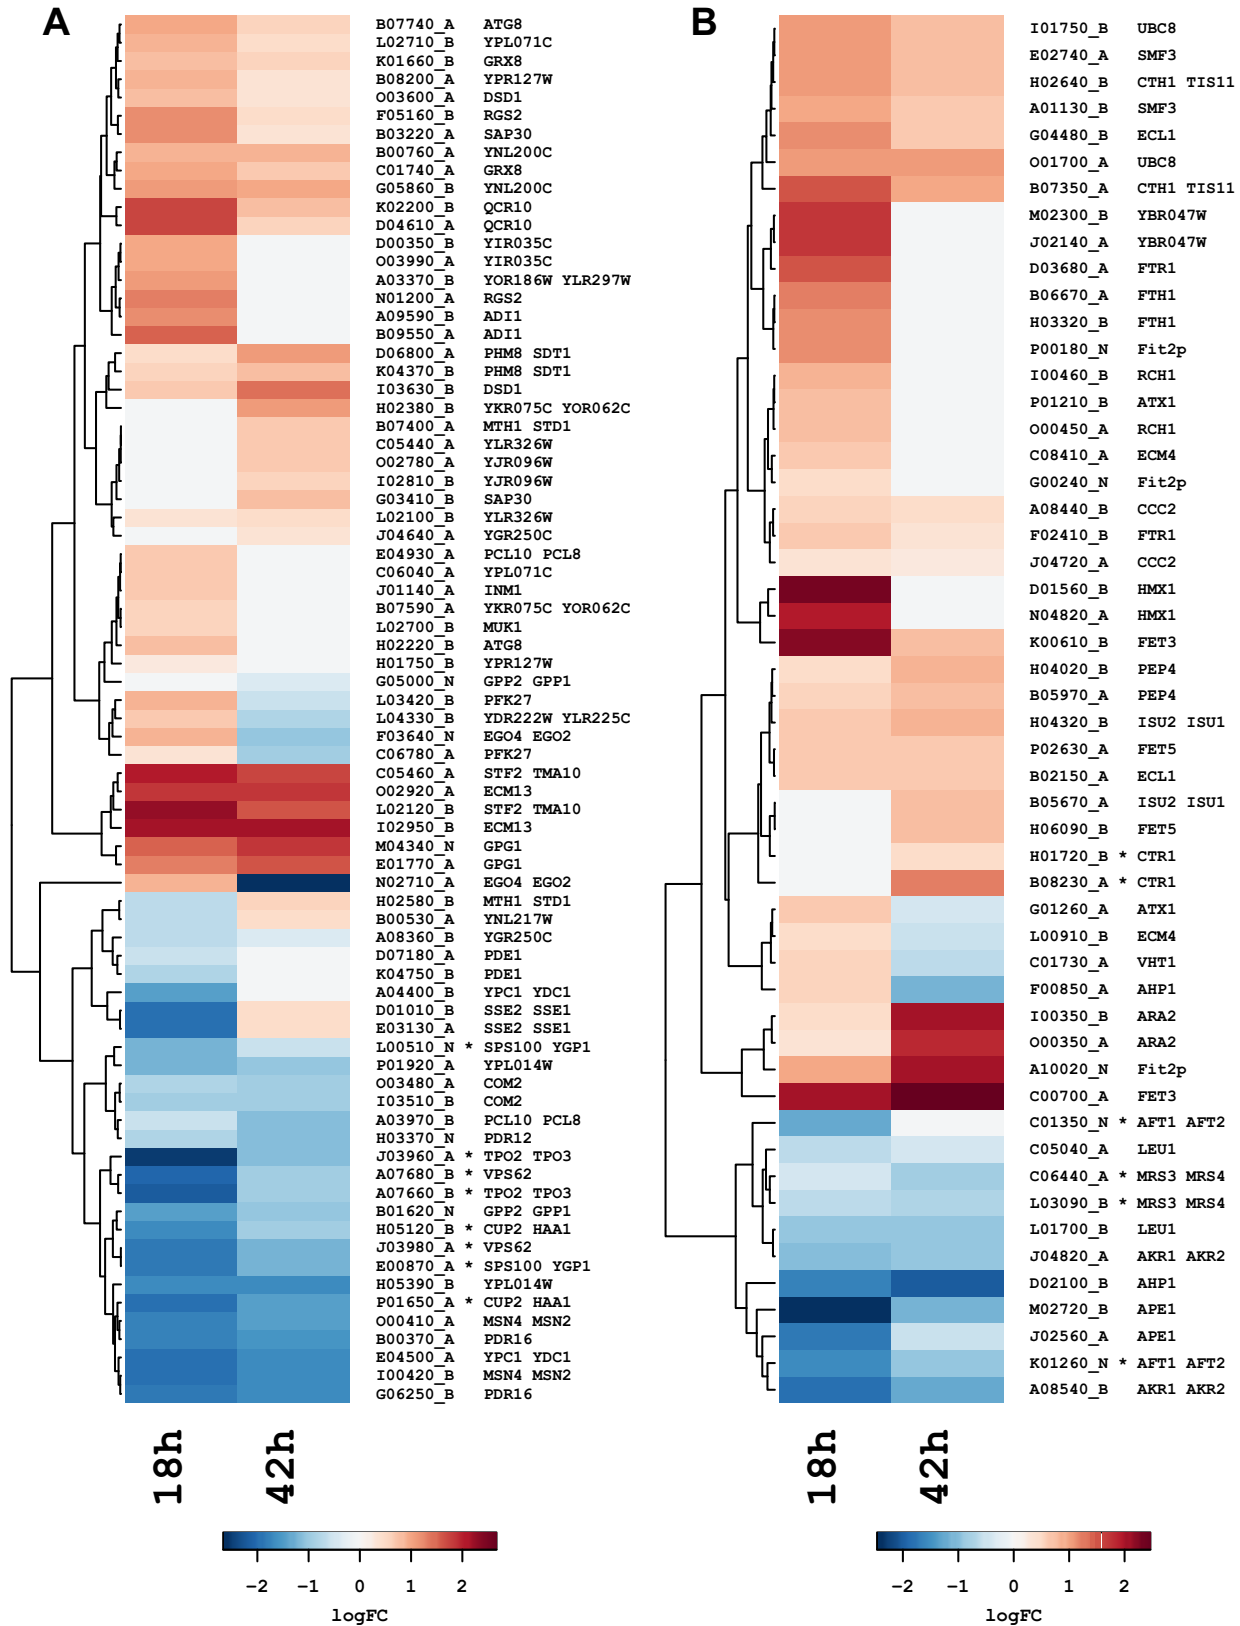 A
B07740_A ATG8
L02710_B YPL071C
K01660_B GRX8
B08200_A YPR127W
O03600_A DSD1
F05160_B RGS2
B03220_A SAP30
B00760_A YNL200C
C01740_A GRX8
G05860_B YNL200C
K02200_B QCR10
D04610_A QCR10
D00350_B YIR035C
O03990_A YIR035C
A03370_B YOR186W YLR297W
N01200_A RGS2
A09590_B ADI1
B09550_A ADI1
D06800_A PHM8 SDT1
K04370_B PHM8 SDT1
I03630_B DSD1
H02380_B YKR075C YOR062C
B07400_A MTH1 STD1
C05440_A YLR326W
O02780_A YJR096W
I02810_B YJR096W
G03410_B SAP30
L02100_B YLR326W
J04640_A YGR250C
E04930_A PCL10 PCL8
C06040_A YPL071C
J01140_A INM1
B07590_A YKR075C YOR062C
L02700_B MUK1
H02220_B ATG8
H01750_B YPR127W
G05000_N GPP2 GPP1
L03420_B PFK27
L04330_B YDR222W YLR225C
F03640_N EGO4 EGO2
C06780_A PFK27
C05460_A STF2 TMA10
O02920_A ECM13
L02120_B STF2 TMA10
I02950_B ECM13
M04340_N GPG1
E01770_A GPG1
N02710_A EGO4 EGO2
H02580_B MTH1 STD1
B00530_A YNL217W
A08360_B YGR250C
D07180_A PDE1
K04750_B PDE1
A04400_B YPC1 YDC1
D01010_B SSE2 SSE1
E03130_A SSE2 SSE1
L00510_N * SPS100 YGP1
P01920_A YPL014W
O03480_A COM2
I03510_B COM2
A03970_B PCL10 PCL8
H03370_N PDR12
J03960_A * TPO2 TPO3
A07680_B * VPS62
A07660_B * TPO2 TPO3
B01620_N GPP2 GPP1
H05120_B * CUP2 HAA1
J03980_A * VPS62
E00870_A * SPS100 YGP1
H05390_B YPL014W
P01650_A * CUP2 HAA1
O00410_A MSN4 MSN2
B00370_A PDR16
E04500_A YPC1 YDC1
I00420_B MSN4 MSN2
G06250_B PDR16
18h 42h
−2 −1 0 1 2
logFC
B
I01750_B UBC8
E02740_A SMF3
H02640_B CTH1 TIS11
A01130_B SMF3
G04480_B ECL1
O01700_A UBC8
B07350_A CTH1 TIS11
M02300_B YBR047W
J02140_A YBR047W
D03680_A FTR1
B06670_A FTH1
H03320_B FTH1
P00180_N Fit2p
I00460_B RCH1
P01210_B ATX1
O00450_A RCH1
C08410_A ECM4
G00240_N Fit2p
A08440_B CCC2
F02410_B FTR1
J04720_A CCC2
D01560_B HMX1
N04820_A HMX1
K00610_B FET3
H04020_B PEP4
B05970_A PEP4
H04320_B ISU2 ISU1
P02630_A FET5
B02150_A ECL1
B05670_A ISU2 ISU1
H06090_B FET5
H01720_B * CTR1
B08230_A * CTR1
G01260_A ATX1
L00910_B ECM4
C01730_A VHT1
F00850_A AHP1
I00350_B ARA2
O00350_A ARA2
A10020_N Fit2p
C00700_A FET3
C01350_N * AFT1 AFT2
C05040_A LEU1
C06440_A * MRS3 MRS4
L03090_B * MRS3 MRS4
L01700_B LEU1
J04820_A AKR1 AKR2
D02100_B AHP1
M02720_B APE1
J02560_A APE1
K01260_N * AFT1 AFT2
A08540_B AKR1 AKR2
18h 42h
−2 −1 0 1 2
logFC